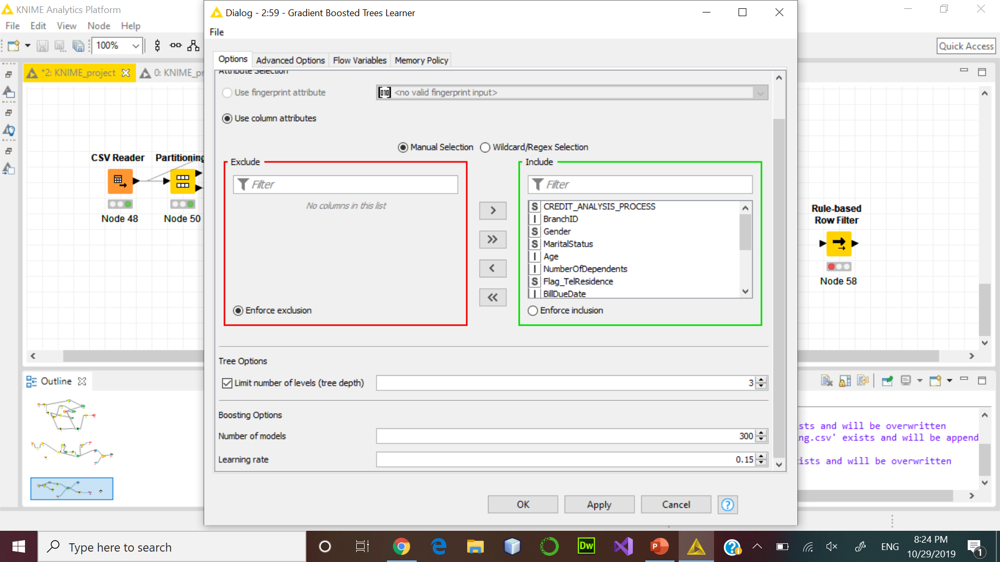 KNIME Analytics Platform
File Edit View Node Help
100%
Quick Access
*2: KNIME_project
0: KNIME_pr
CSV Reader
Partitioning
Node 48
Node 50
Outline
Dialog - 2:59 - Gradient Boosted Trees Learner
File
Options
Advanced Options
Flow Variables
Memory Policy
Attribute Selection
Use fingerprint attribute
<no valid fingerprint input>
Use column attributes
Manual Selection
Wildcard/Regex Selection
Exclude
Filter
No columns in this list
Enforce exclusion
>
>>
<
<<
Include
Filter
S CREDIT_ANALYSIS_PROCESS
I BranchID
S Gender
S MaritalStatus
I Age
I NumberOfDependents
S Flag_TelResidence
I BillDueDate
Enforce inclusion
Tree Options
Limit number of levels (tree depth)
3
Boosting Options
Number of models
300
Learning rate
0.15
OK
Apply
Cancel
?
Rule-based
Row Filter
Node 58
sts and will be overwritten
ng.csv' exists and will be append
ists and will be overwritten
Type here to search
Dw
P
ENG
8:24 PM
10/29/2019
1